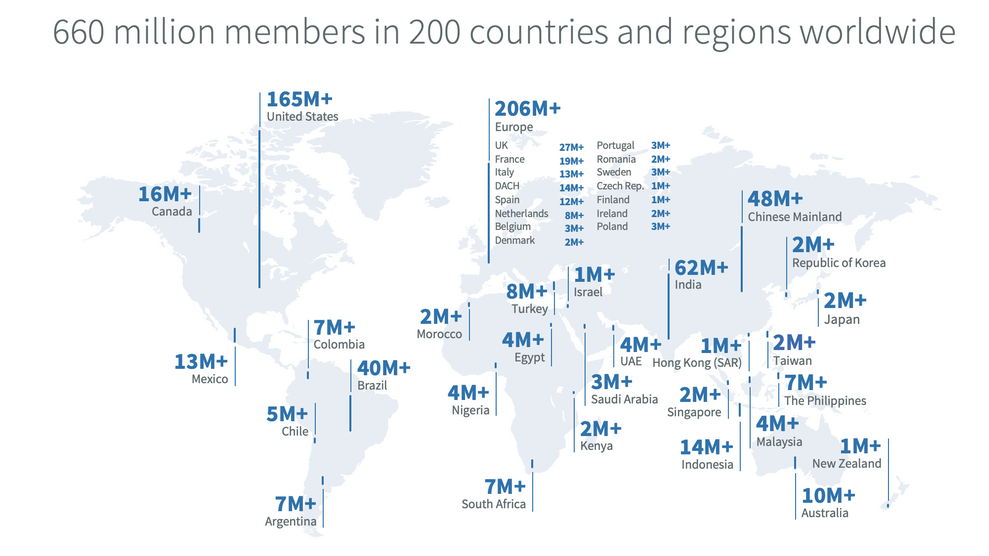 660 million members in 200 countries and regions worldwide
165M+
United States
206M+
Europe
UK 27M+ Portugal 3M+
France 19M+ Romania 2M+
Italy 13M+ Sweden 3M+
DACH 14M+ Czech Rep. 1M+
Spain 12M+ Finland 1M+
Netherlands 8M+ Ireland 2M+
Belgium 3M+ Poland 3M+
Denmark 2M+
16M+
Canada
48M+
Chinese Mainland
2M+
Republic of Korea
62M+
India
1M+
Israel
8M+
Turkey
2M+
Japan
2M+
Morocco
7M+
Colombia
4M+
Egypt
4M+
UAE
1M+
Hong Kong (SAR)
2M+
Taiwan
13M+
Mexico
40M+
Brazil
3M+
Saudi Arabia
7M+
The Philippines
4M+
Nigeria
2M+
Singapore
5M+
Chile
2M+
Kenya
4M+
Malaysia
14M+
Indonesia
1M+
New Zealand
7M+
South Africa
10M+
Australia
7M+
Argentina